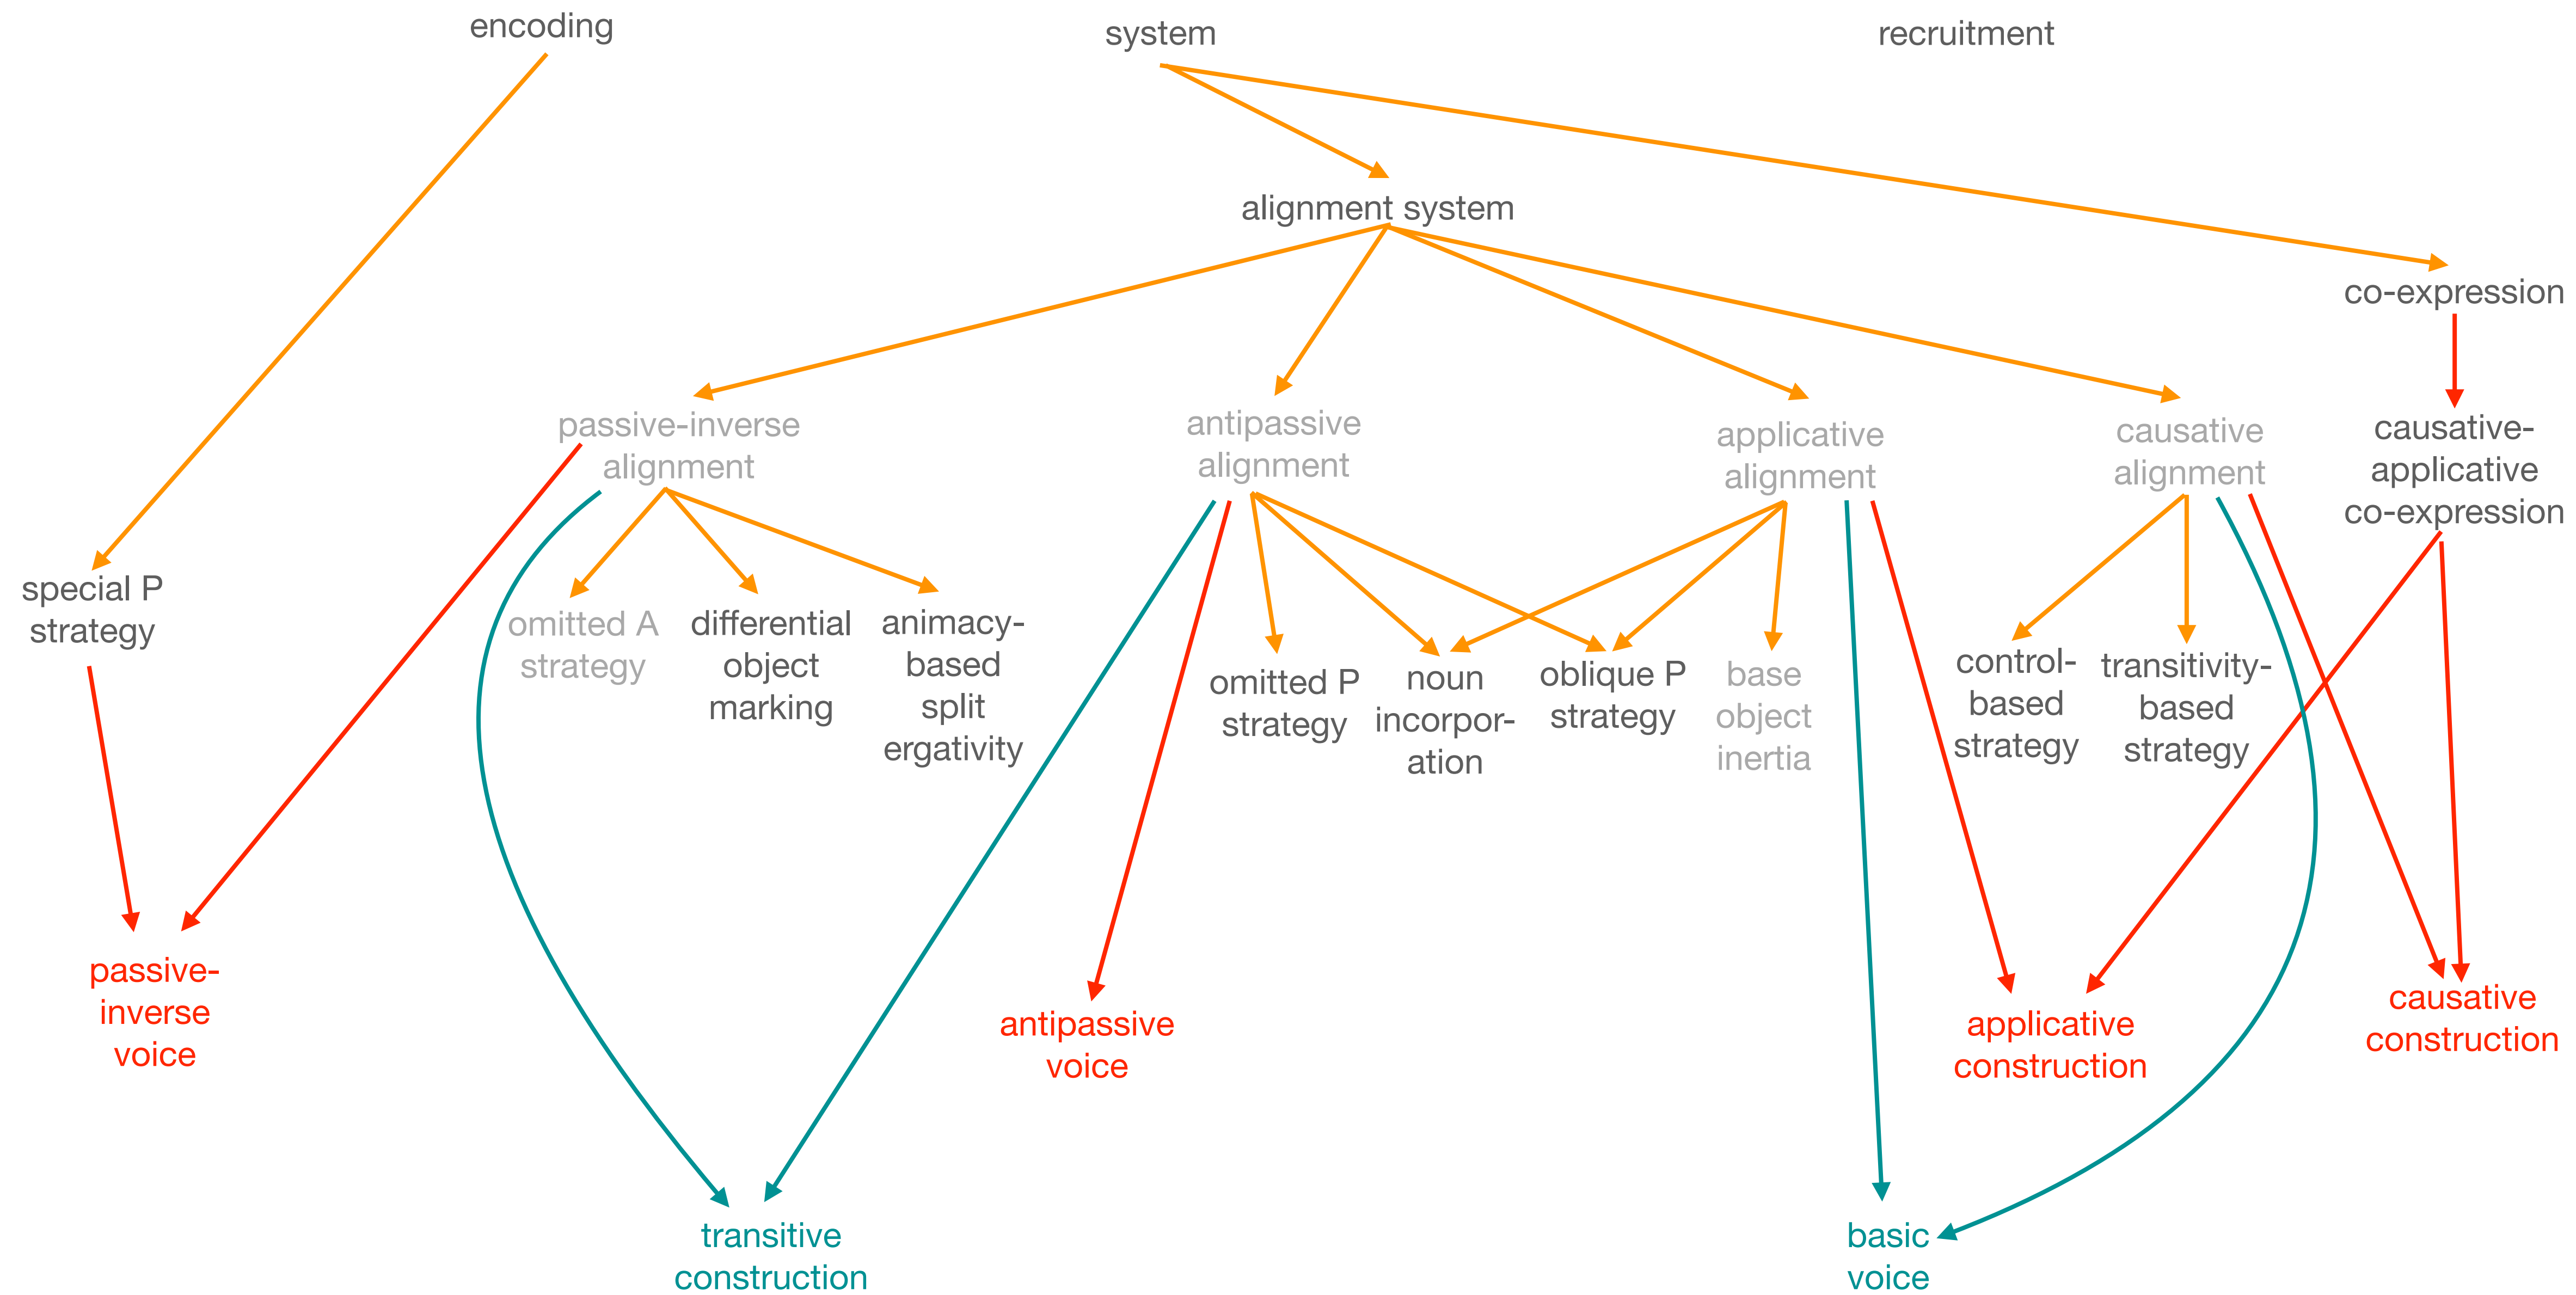 encoding
system
recruitment
alignment system
co-expression
passive-inverse
alignment
antipassive
alignment
applicative
alignment
causative
alignment
causative-
applicative
co-expression
special P
strategy
omitted A
strategy
differential
object
marking
animacy-
based
split
ergativity
omitted P
strategy
noun
incorpor-
ation
oblique P
strategy
base
object
inertia
control-
based
strategy
transitivity-
based
strategy
passive-
inverse
voice
antipassive
voice
applicative
construction
causative
construction
transitive
construction
basic
voice